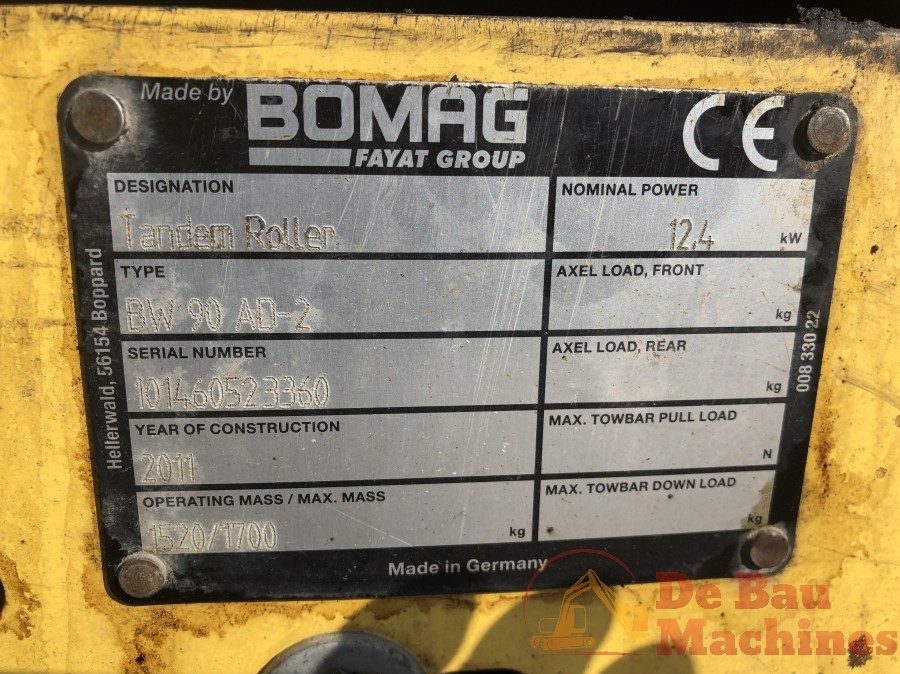 Made by BOMAG
FAYAT GROUP
CE
DESIGNATION
Tandem Roller
NOMINAL POWER
12,4 kW
TYPE
BW 90 AD-2
AXEL LOAD, FRONT
kg
SERIAL NUMBER
101460523360
AXEL LOAD, REAR
kg
YEAR OF CONSTRUCTION
2011
MAX. TOWBAR PULL LOAD
N
OPERATING MASS / MAX. MASS
1520/1700 kg
MAX. TOWBAR DOWN LOAD
kg
Made in Germany
Hellerwald, 56154 Boppard
008 330 22
De Bau
Machines